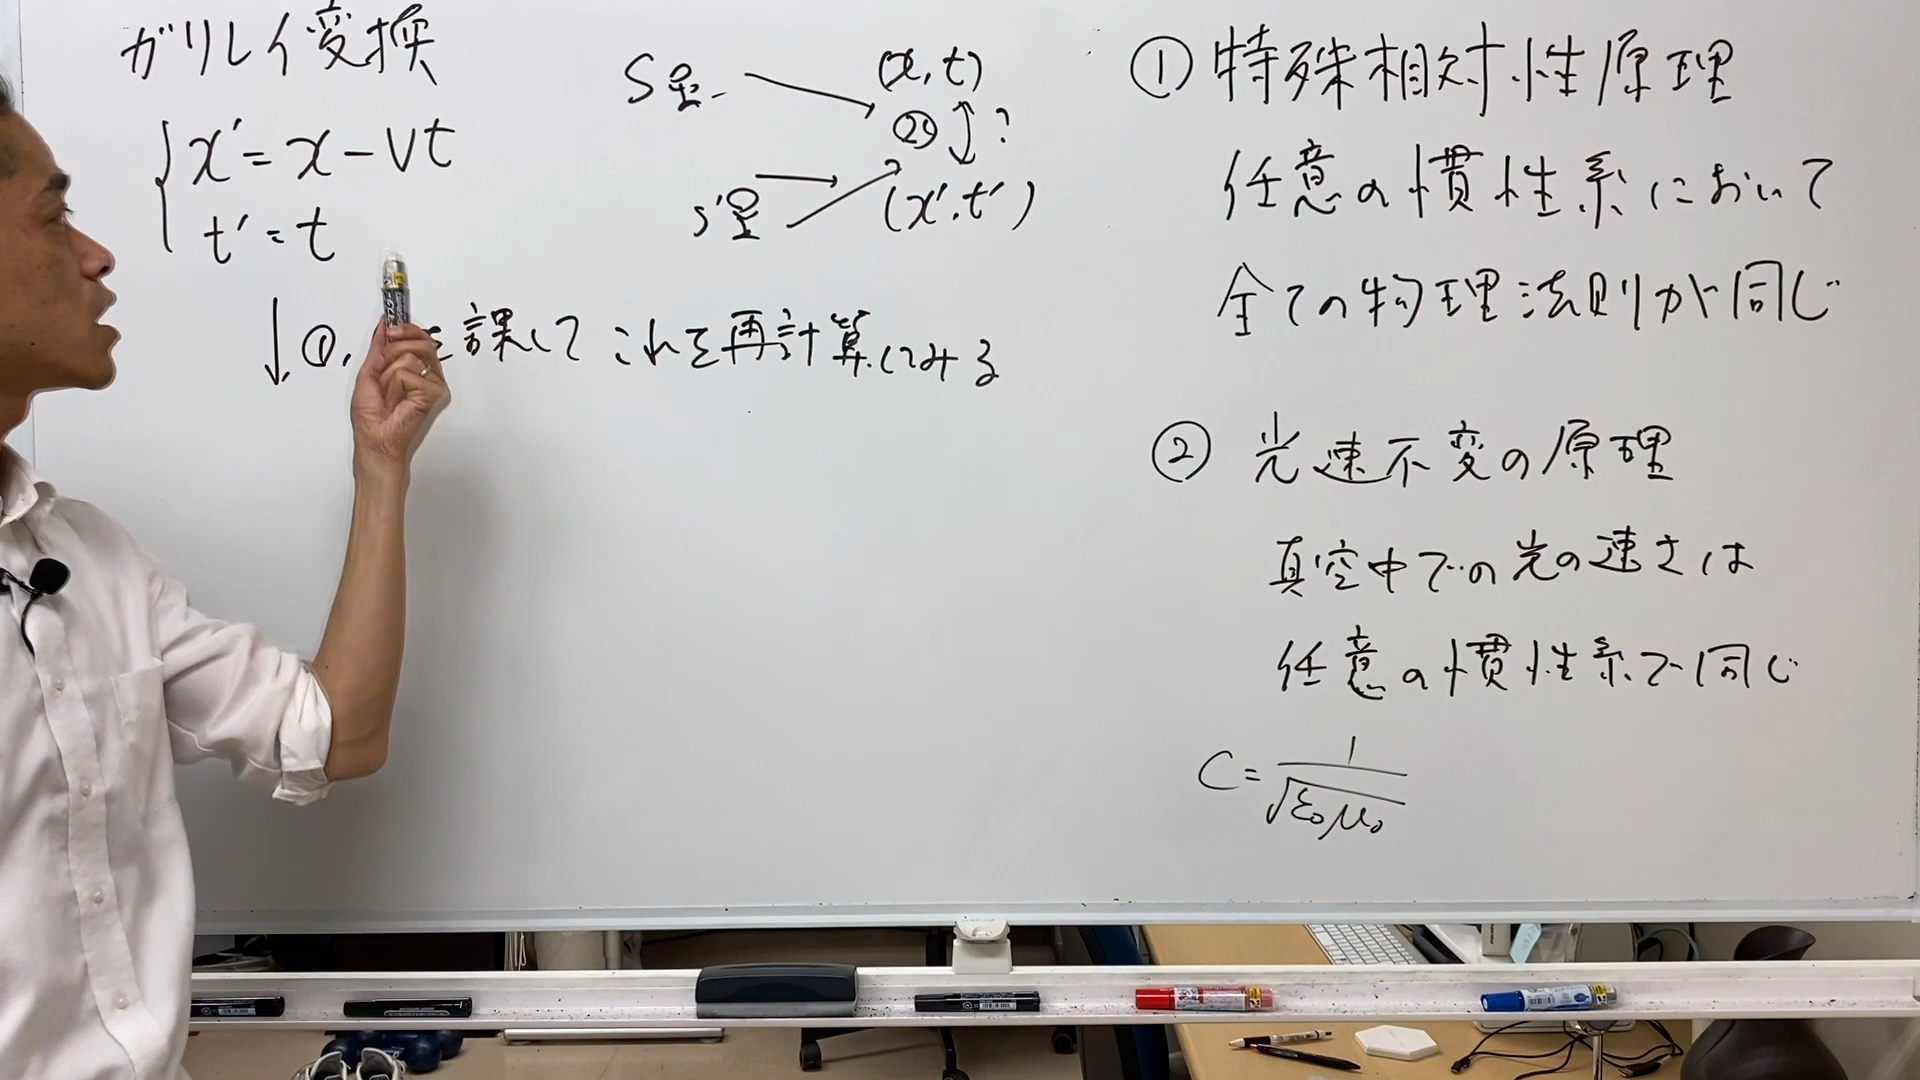 ガリレイ変換
x' = x - Vt
t' = t
↓ ①, を課して これを再計算してみる
S星
(x, t)
?
S'星
(x', t')
① 特殊相対性原理
任意の慣性系において
全ての物理法則が同じ
② 光速不変の原理
真空中での光の速さは
任意の慣性系で同じ
C = 1/√ε₀μ₀